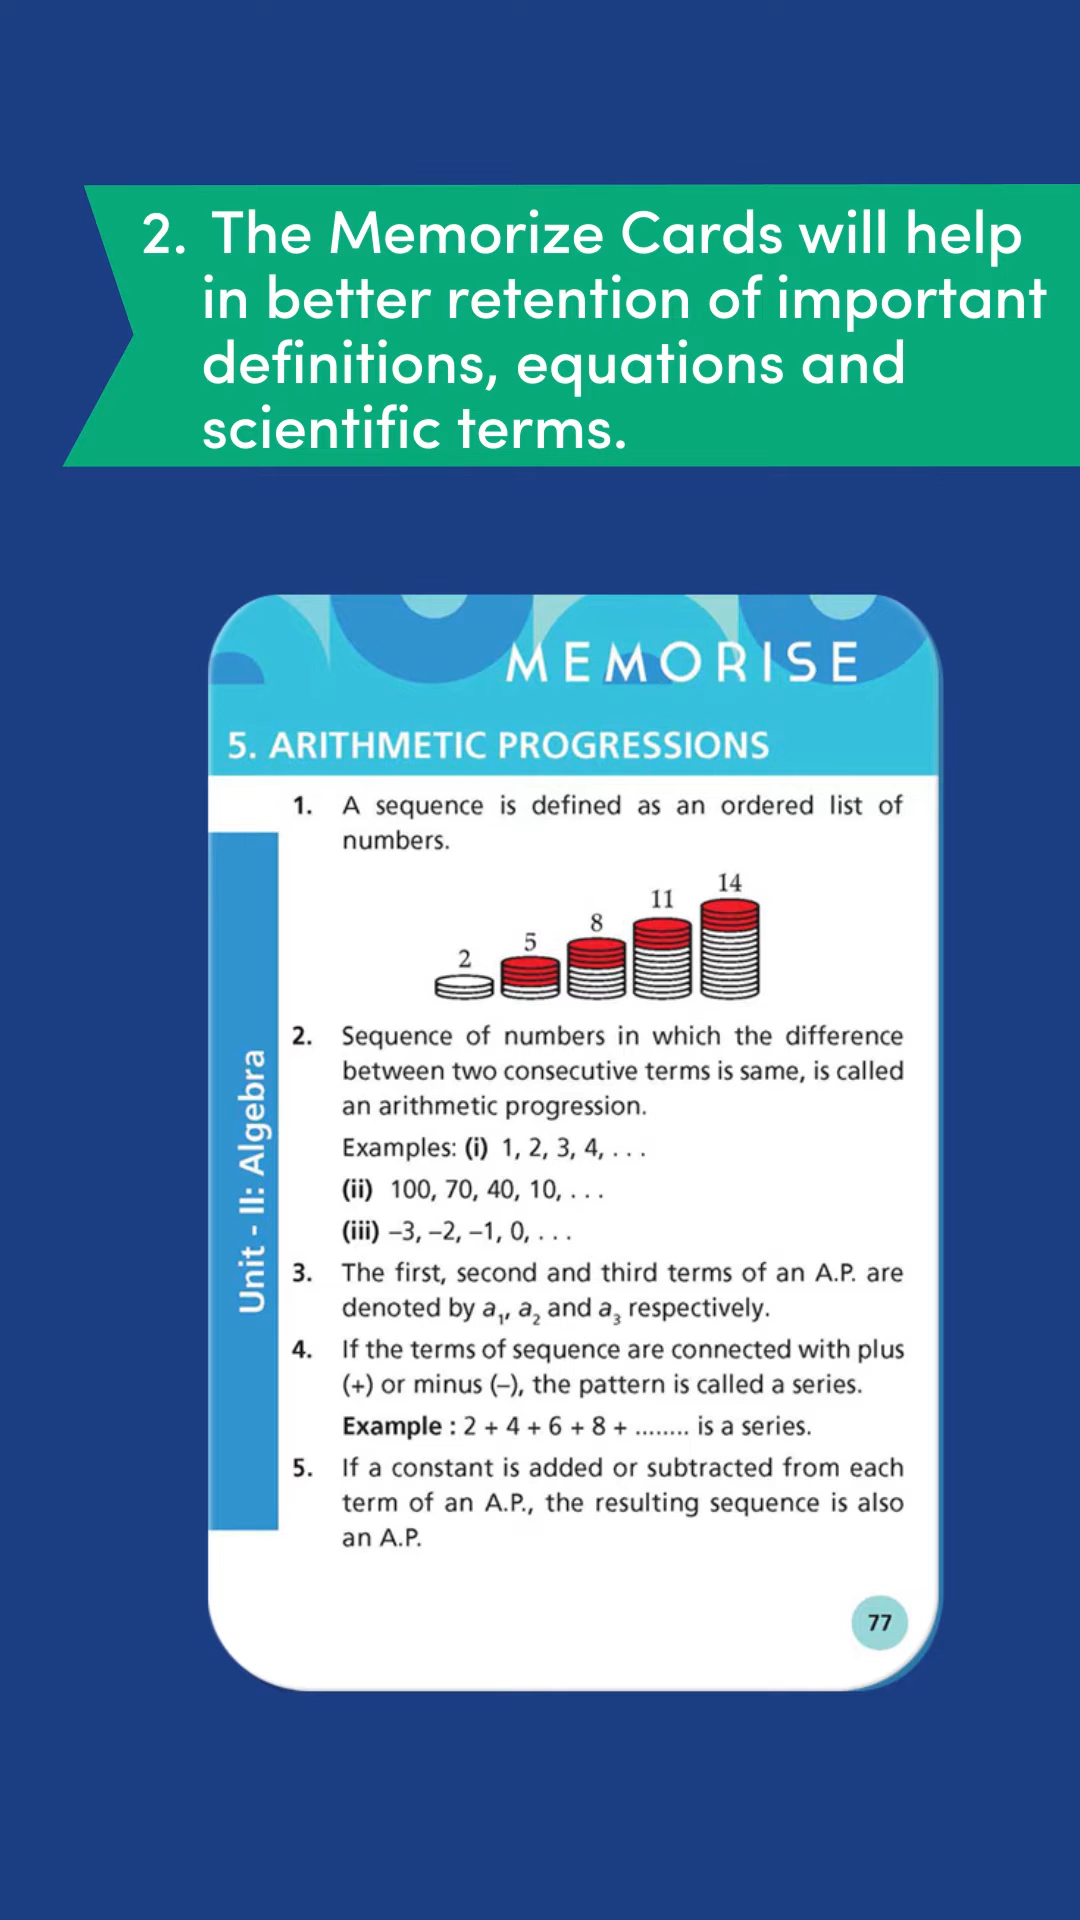 2. The Memorize Cards will help
in better retention of important
definitions, equations and
scientific terms.
MEMORISE
5. ARITHMETIC PROGRESSIONS
Unit - II: Algebra
1. A sequence is defined as an ordered list of
numbers.
2 5 8 11 14
2. Sequence of numbers in which the difference
between two consecutive terms is same, is called
an arithmetic progression.
Examples: (i) 1, 2, 3, 4, . . .
(ii) 100, 70, 40, 10, . . .
(iii) –3, –2, –1, 0, . . .
3. The first, second and third terms of an A.P. are
denoted by a₁, a₂ and a₃ respectively.
4. If the terms of sequence are connected with plus
(+) or minus (–), the pattern is called a series.
Example : 2 + 4 + 6 + 8 + ........ is a series.
5. If a constant is added or subtracted from each
term of an A.P., the resulting sequence is also
an A.P.
77